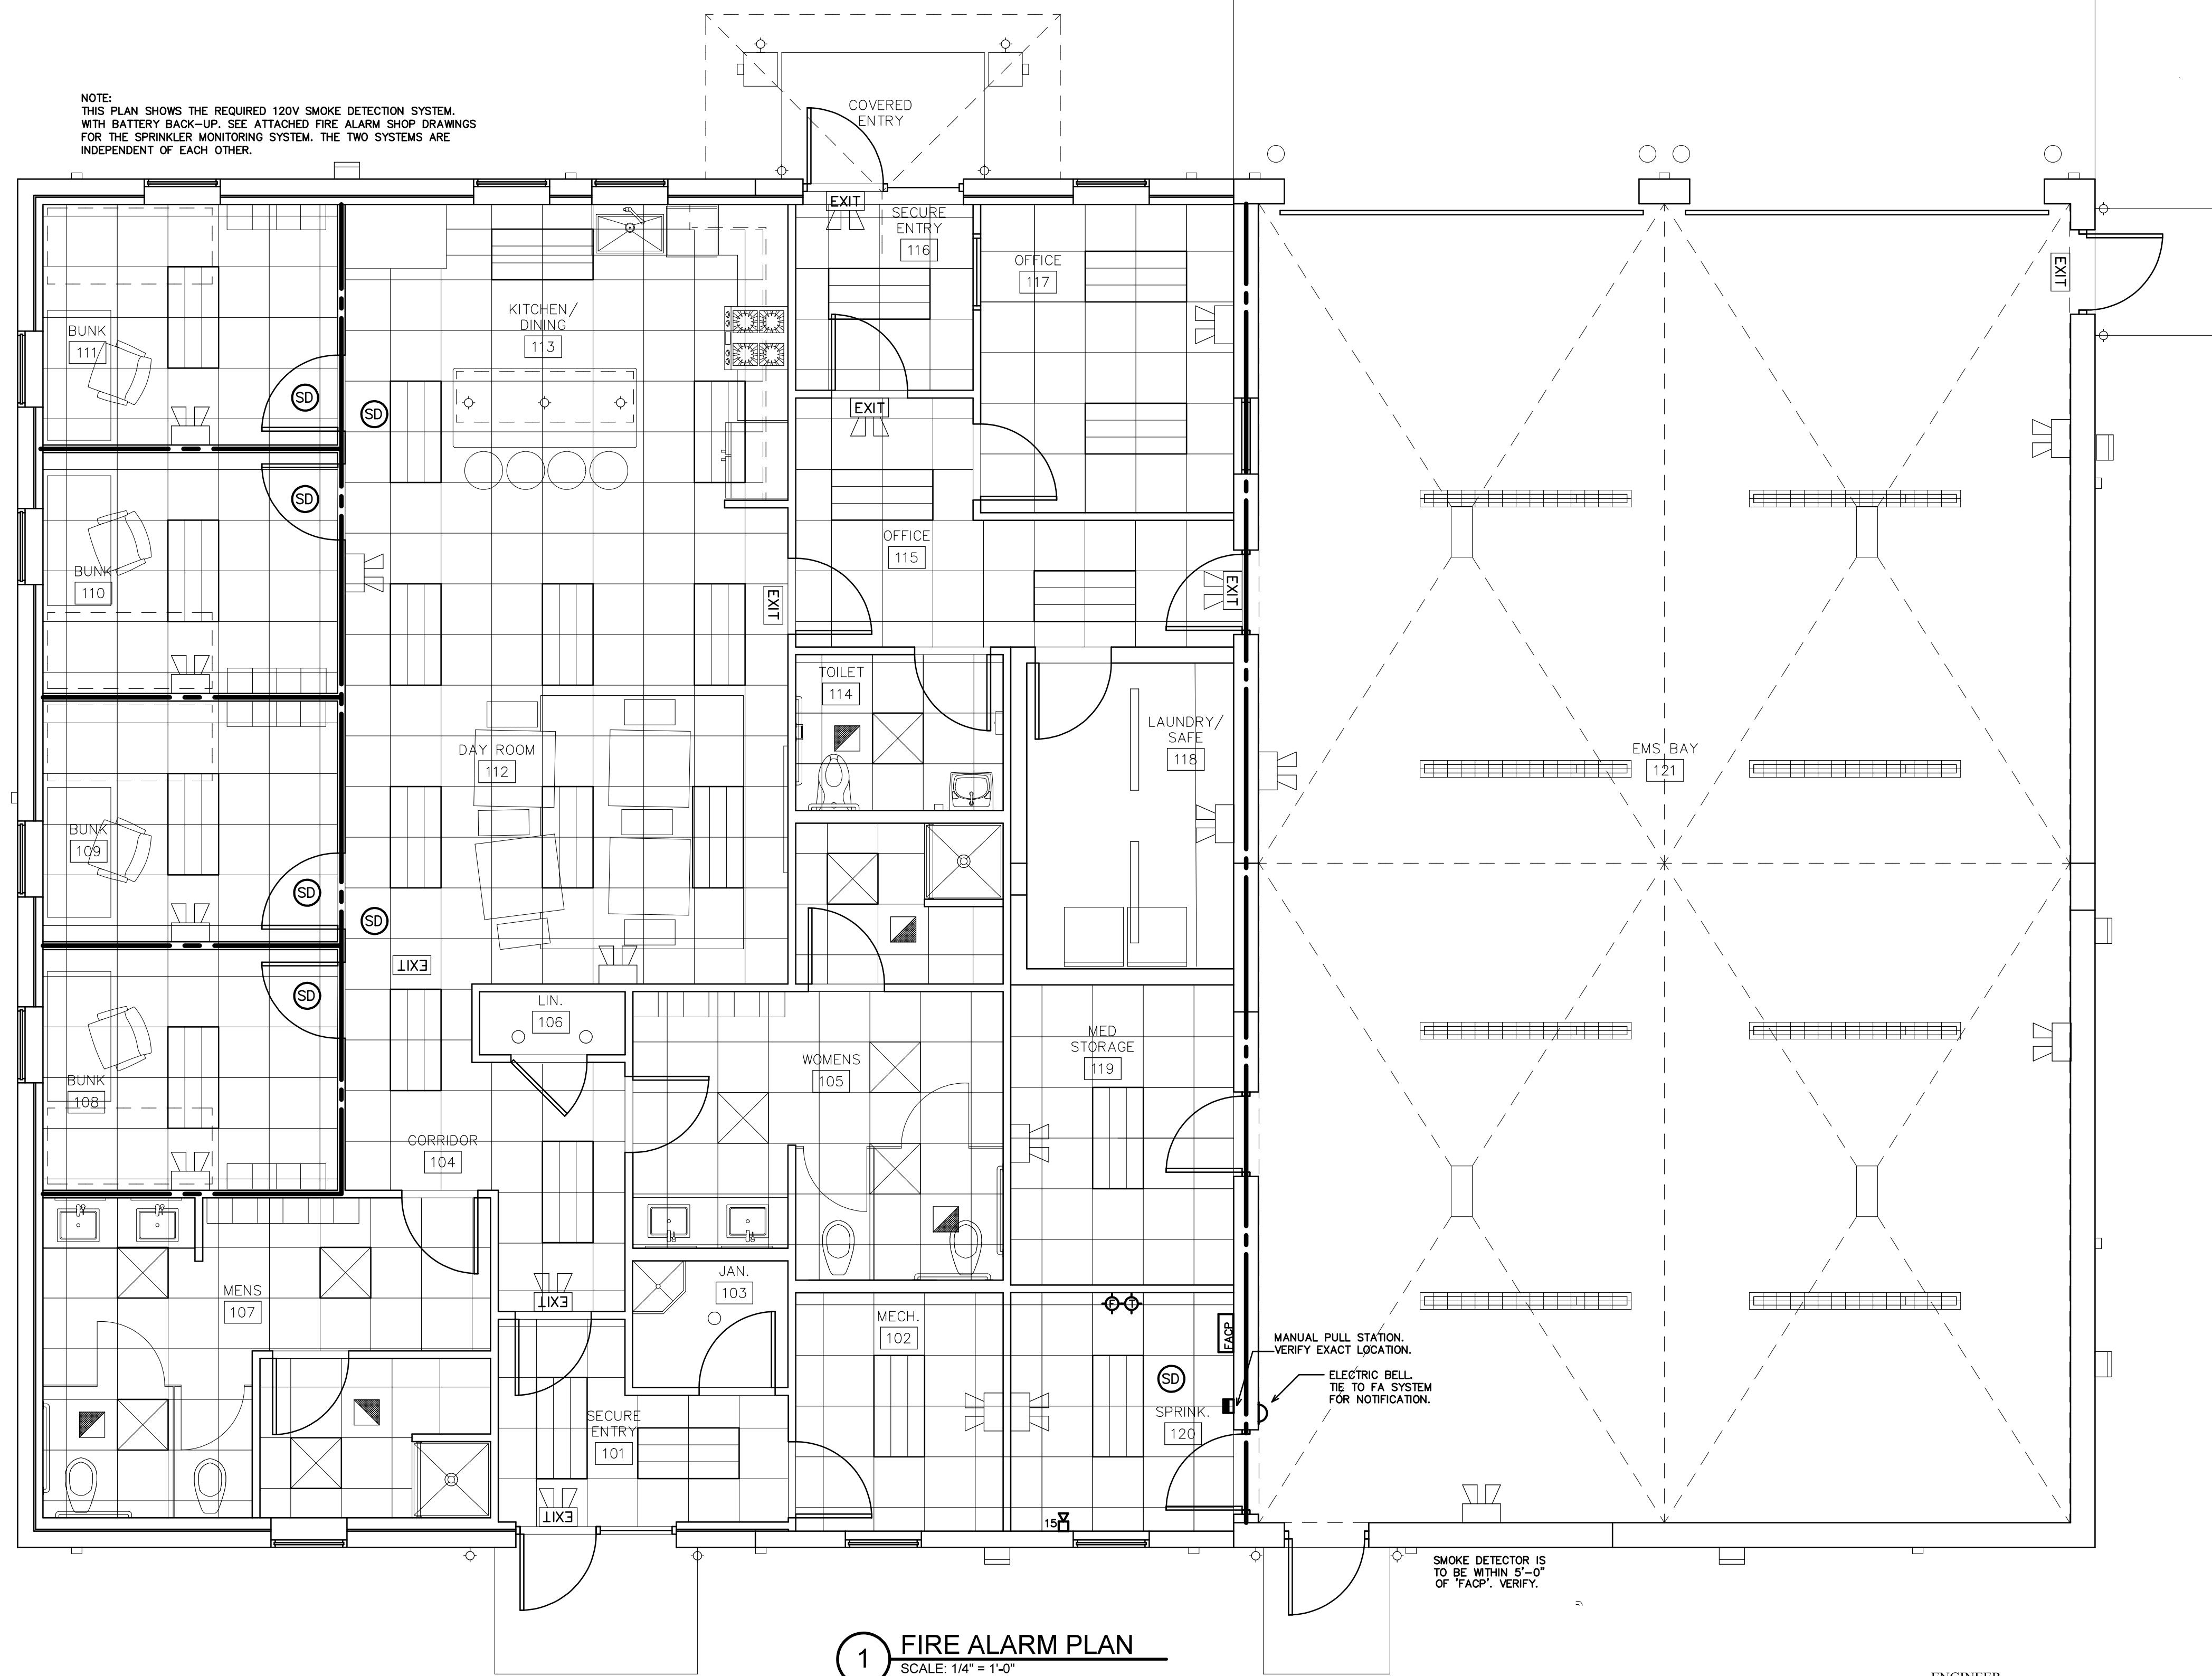 NOTE:
THIS PLAN SHOWS THE REQUIRED 120V SMOKE DETECTION SYSTEM.
WITH BATTERY BACK-UP. SEE ATTACHED FIRE ALARM SHOP DRAWINGS
FOR THE SPRINKLER MONITORING SYSTEM. THE TWO SYSTEMS ARE
INDEPENDENT OF EACH OTHER.
COVERED
ENTRY
EXIT
SECURE
ENTRY
116
OFFICE
117
EXIT
KITCHEN/
DINING
113
BUNK
111
SD
SD
EXIT
BUNK
110
SD
OFFICE
115
EXIT
EXIT
TOILET
114
LAUNDRY/
SAFE
118
DAY ROOM
112
EMS BAY
121
BUNK
109
SD
SD
EXIT
BUNK
108
SD
LIN.
106
WOMENS
105
MED
STORAGE
119
CORRIDOR
104
MENS
107
EXIT
JAN.
103
MECH.
102
F
T
FACP
MANUAL PULL STATION.
VERIFY EXACT LOCATION.
ELECTRIC BELL.
TIE TO FA SYSTEM
FOR NOTIFICATION.
SD
SPRINK.
120
SECURE
ENTRY
101
EXIT
15
SMOKE DETECTOR IS
TO BE WITHIN 5'-0"
OF 'FACP'. VERIFY.
1
FIRE ALARM PLAN
SCALE: 1/4" = 1'-0"
ENGINEER